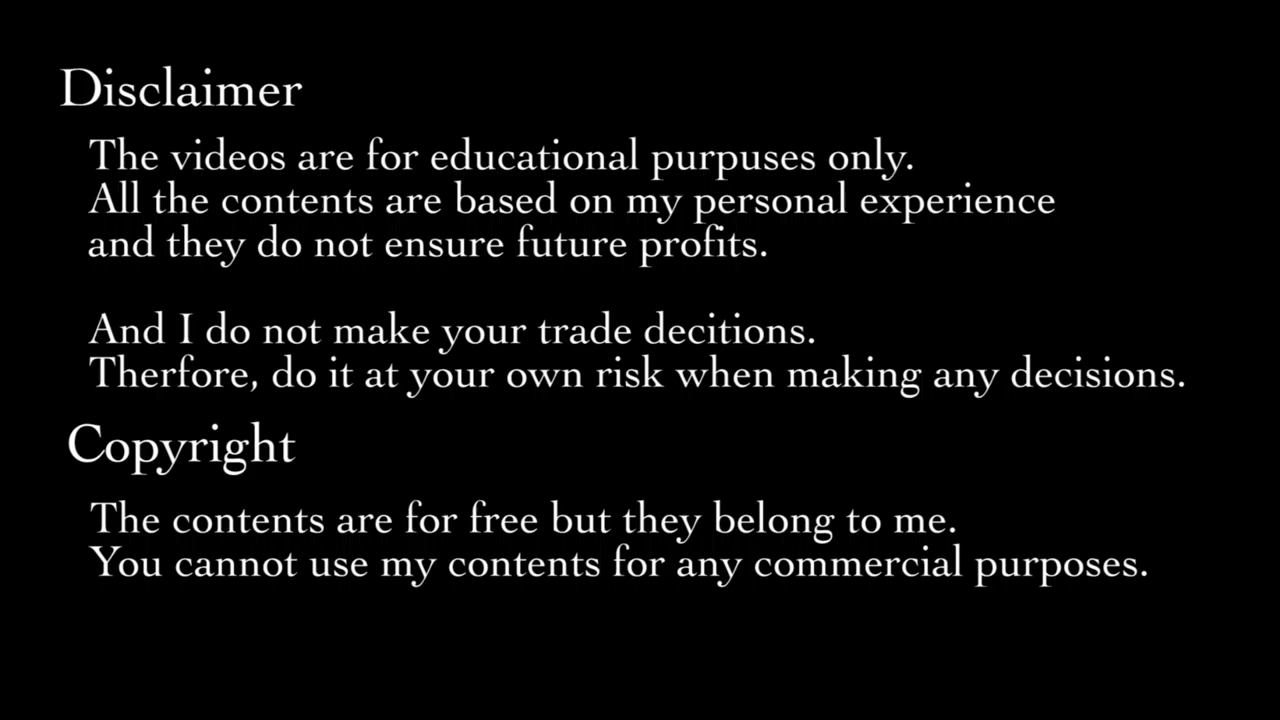 Disclaimer
The videos are for educational purpuses only.
All the contents are based on my personal experience
and they do not ensure future profits.
And I do not make your trade decitions.
Therfore, do it at your own risk when making any decisions.
Copyright
The contents are for free but they belong to me.
You cannot use my contents for any commercial purposes.